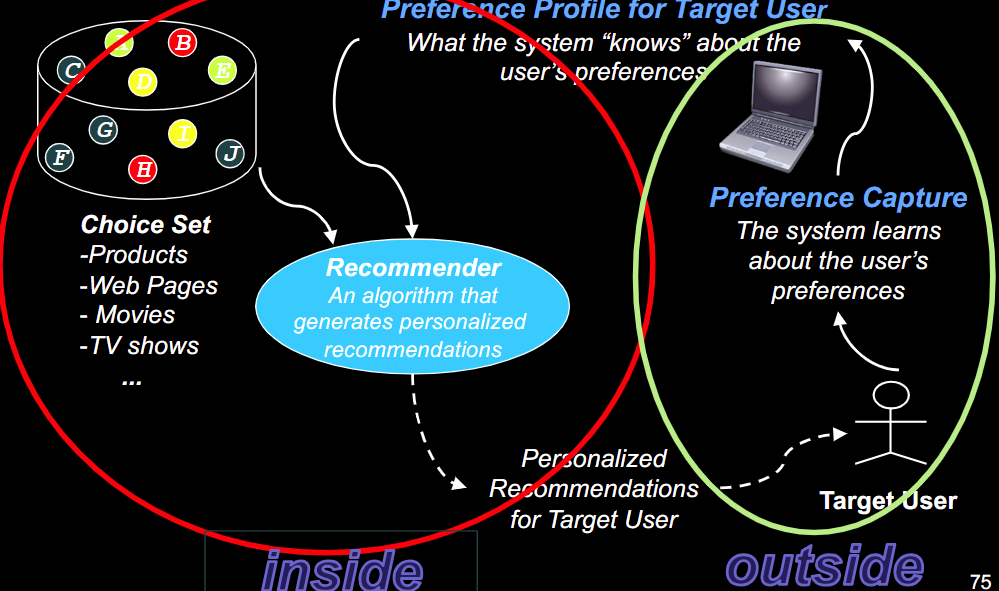 Preference Profile for Target User
What the system “knows” about the
user’s preferences
A
B
C
D
E
G
I
F
H
J
Choice Set
-Products
-Web Pages
- Movies
-TV shows
...
Recommender
An algorithm that
generates personalized
recommendations
Preference Capture
The system learns
about the user’s
preferences
Personalized
Recommendations
for Target User
Target User
inside
outside
75